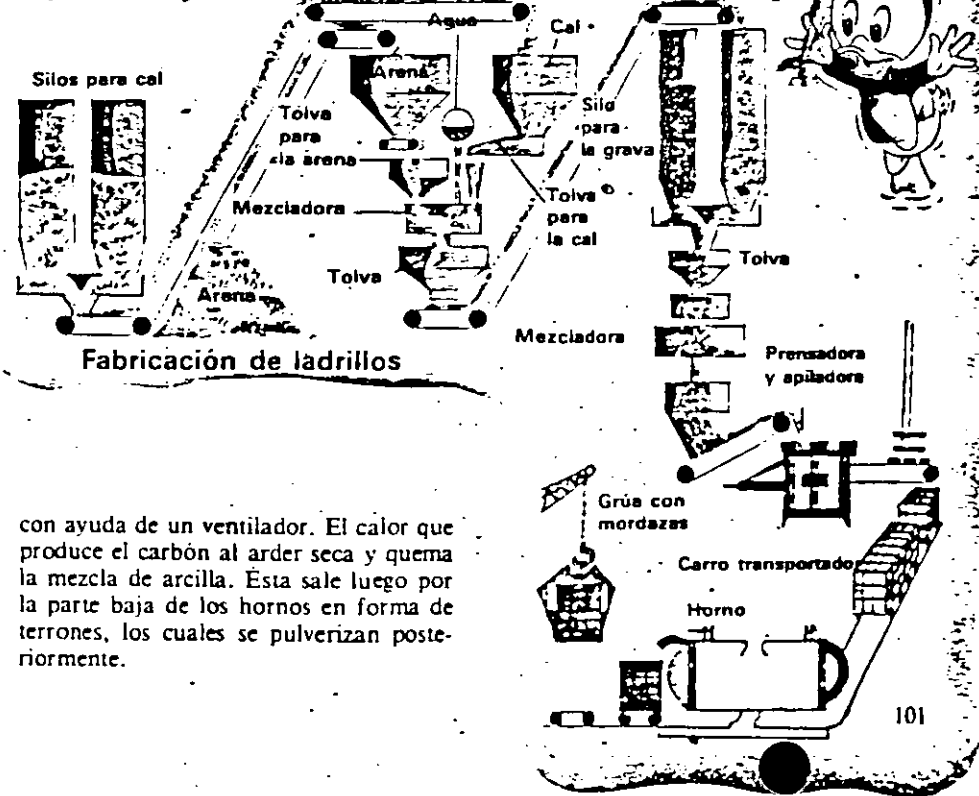 Agua
Cal
Silos para cal
Arena
Tolva
para
la arena
Silo
para
la grava
Mezcladora
Tolva
para
la cal
Tolva
Tolva
Arena
Mezcladora
Fabricación de ladrillos
Prensadora
y apiladora
Grúa con
mordazas
con ayuda de un ventilador. El calor que
produce el carbón al arder seca y quema
la mezcla de arcilla. Ésta sale luego por
la parte baja de los hornos en forma de
terrones, los cuales se pulverizan poste-
riormente.
Carro transportador
Horno
101